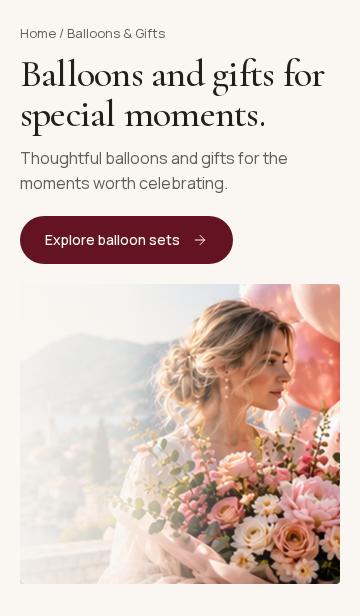 Home / Balloons & Gifts
Balloons and gifts for
special moments.
Thoughtful balloons and gifts for the
moments worth celebrating.
Explore balloon sets →